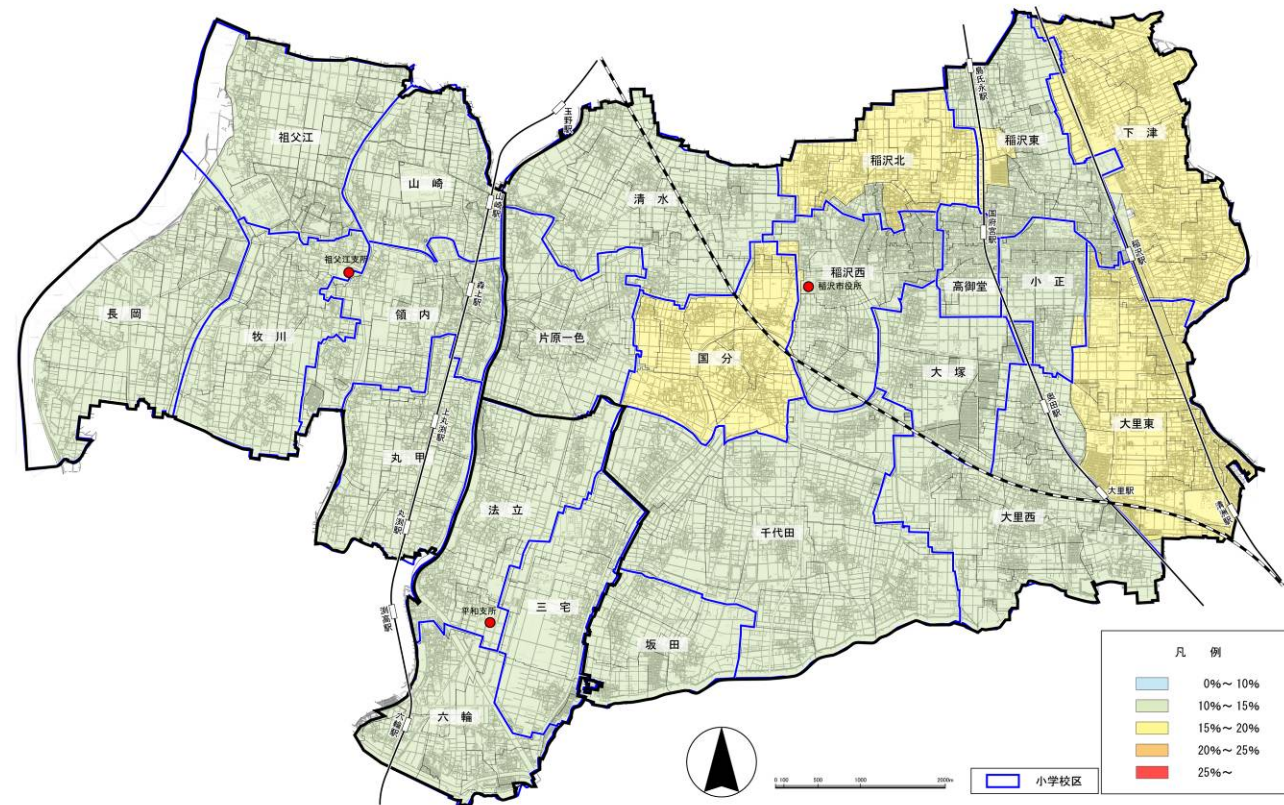 祖父江
山崎
玉野駅
山崎駅
清水
稲沢北
島氏永駅
稲沢東
下津
国府宮駅
稲沢駅
祖父江支所
森上駅
稲沢西
稲沢市役所
高御堂
小正
長岡
牧川
領内
片原一色
国分
大塚
奥田駅
上丸渕駅
大里東
丸甲
丸渕駅
法立
千代田
大里西
大里駅
清洲駅
渕高駅
平和支所
三宅
坂田
六輪
六輪駅
凡 例
0%~10%
10%~15%
15%~20%
20%~25%
25%~
0 100 500 1000 2000m
小学校区